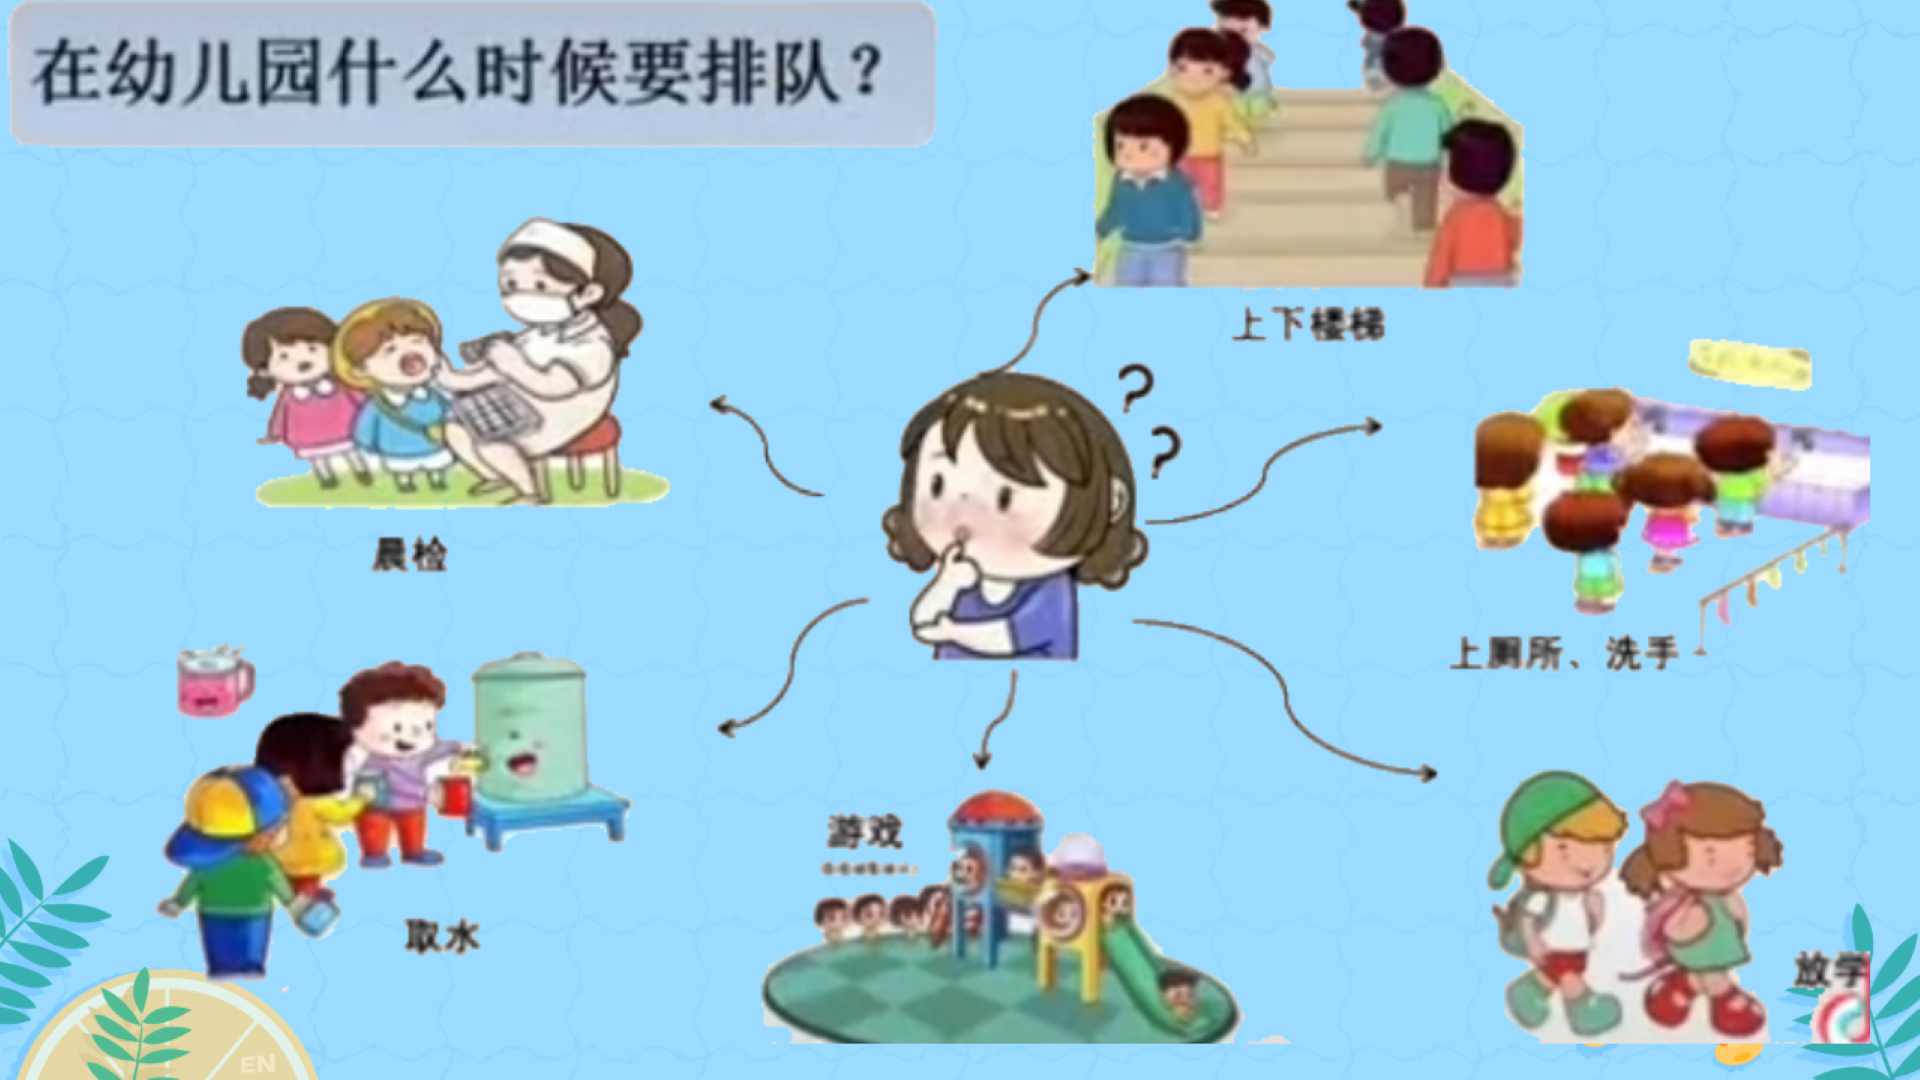 在幼儿园什么时候要排队？
上下楼梯
晨检
上厕所、洗手
游戏
取水
放学
EN